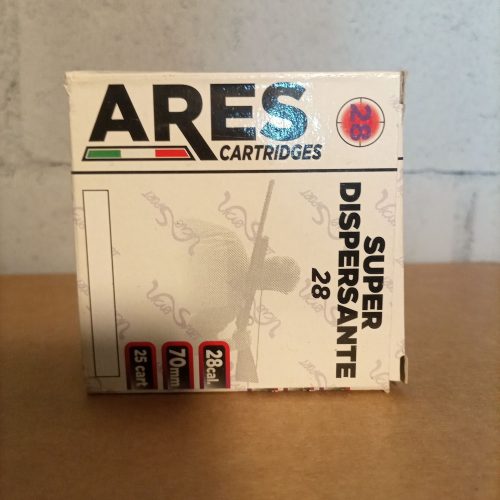 ARES
CARTRIDGES
28
SUPER
DISPERSANTE
28
28cal.
70mm
25 cart